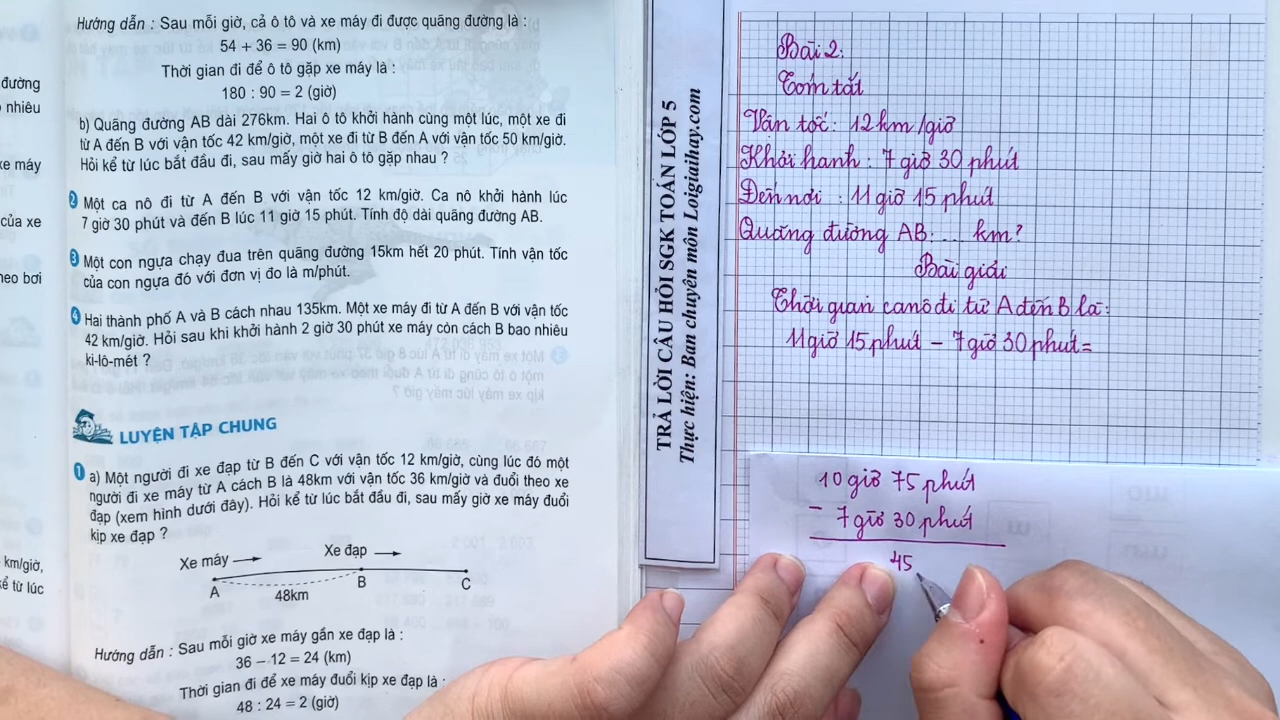 đường
nhiêu
xe máy
của xe
heo bơi
km/giờ,
kể từ lúc
Hướng dẫn : Sau mỗi giờ, cả ô tô và xe máy đi được quãng đường là :
54 + 36 = 90 (km)
Thời gian đi để ô tô gặp xe máy là :
180 : 90 = 2 (giờ)
b) Quãng đường AB dài 276km. Hai ô tô khởi hành cùng một lúc, một xe đi
từ A đến B với vận tốc 42 km/giờ, một xe đi từ B đến A với vận tốc 50 km/giờ.
Hỏi kể từ lúc bắt đầu đi, sau mấy giờ hai ô tô gặp nhau ?
2 Một ca nô đi từ A đến B với vận tốc 12 km/giờ. Ca nô khởi hành lúc
7 giờ 30 phút và đến B lúc 11 giờ 15 phút. Tính độ dài quãng đường AB.
3 Một con ngựa chạy đua trên quãng đường 15km hết 20 phút. Tính vận tốc
của con ngựa đó với đơn vị đo là m/phút.
4 Hai thành phố A và B cách nhau 135km. Một xe máy đi từ A đến B với vận tốc
42 km/giờ. Hỏi sau khi khởi hành 2 giờ 30 phút xe máy còn cách B bao nhiêu
ki-lô-mét ?
LUYỆN TẬP CHUNG
1 a) Một người đi xe đạp từ B đến C với vận tốc 12 km/giờ, cùng lúc đó một
người đi xe máy từ A cách B là 48km với vận tốc 36 km/giờ và đuổi theo xe
đạp (xem hình dưới đây). Hỏi kể từ lúc bắt đầu đi, sau mấy giờ xe máy đuổi
kịp xe đạp ?
Xe máy Xe đạp
A 48km B C
Hướng dẫn : Sau mỗi giờ xe máy gần xe đạp là :
36 – 12 = 24 (km)
Thời gian đi để xe máy đuổi kịp xe đạp là :
48 : 24 = 2 (giờ)
TRẢ LỜI CÂU HỎI SGK TOÁN LỚP 5
Thực hiện: Ban chuyên môn Loigiaihay.com
Bài 2:
Tóm tắt
Vận tốc: 12 km/giờ
Khởi hành: 7 giờ 30 phút
Đến nơi : 11 giờ 15 phút
Quãng đường AB: .... km?
Bài giải
Thời gian ca nô đi từ A đến B là:
11 giờ 15 phút – 7 giờ 30 phút =
10 giờ 75 phút
– 7 giờ 30 phút
45